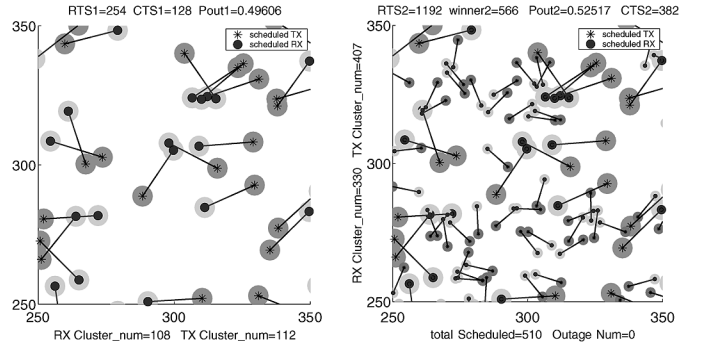 RTS1=254 CTS1=128 Pout1=0.49606
scheduled TX
scheduled RX
350
300
250
250 300 350
RX Cluster_num=108 TX Cluster_num=112
RTS2=1192 winner2=566 Pout2=0.52517 CTS2=382
scheduled TX
scheduled RX
RX Cluster_num=330 TX Cluster_num=407
350
300
250
250 300 350
total Scheduled=510 Outage Num=0